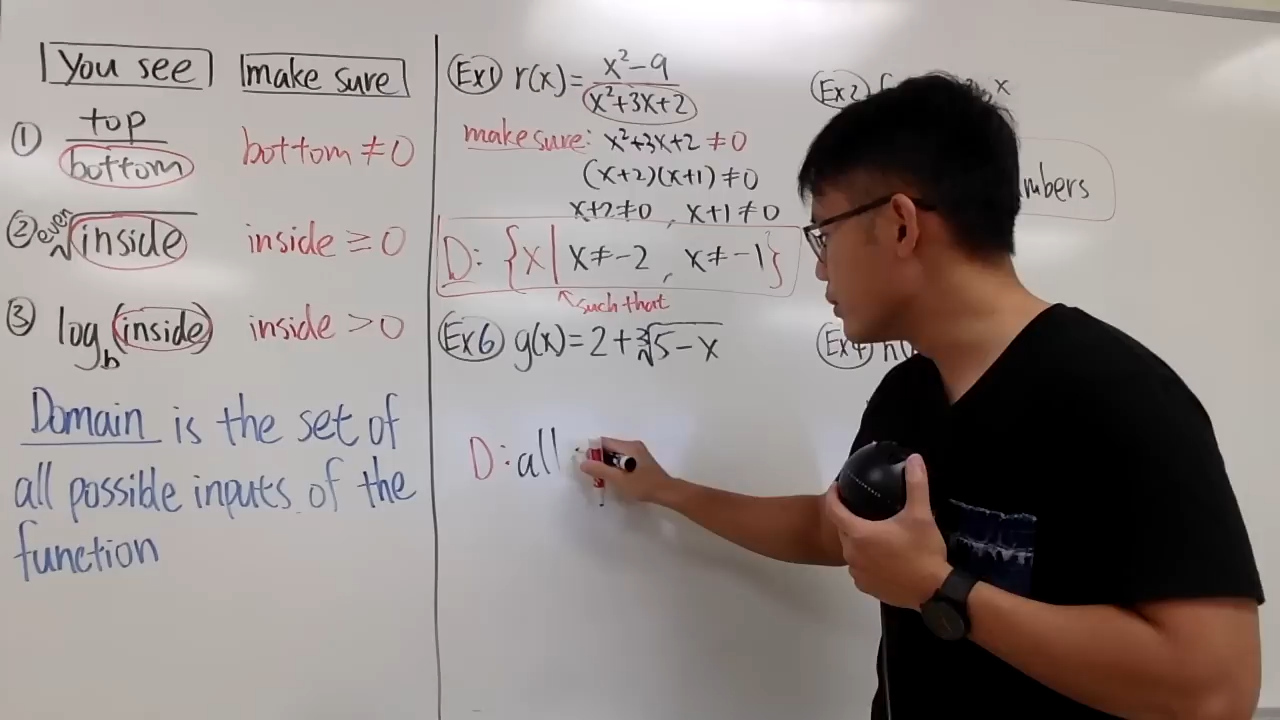 You see make sure
① top
bottom bottom ≠ 0
② even√inside inside ≥ 0
③ log_b(inside) inside > 0
Domain is the set of
all possible inputs of the
function
Ex1 r(x) = (x²-9)/(x²+3x+2)
make sure: x²+3x+2 ≠ 0
(x+2)(x+1) ≠ 0
x+2≠0, x+1≠0
D: {x| x≠-2, x≠-1}
such that
Ex6 g(x)=2+∛5-x
D: all
Ex2 x
mbers
Ex4 h(